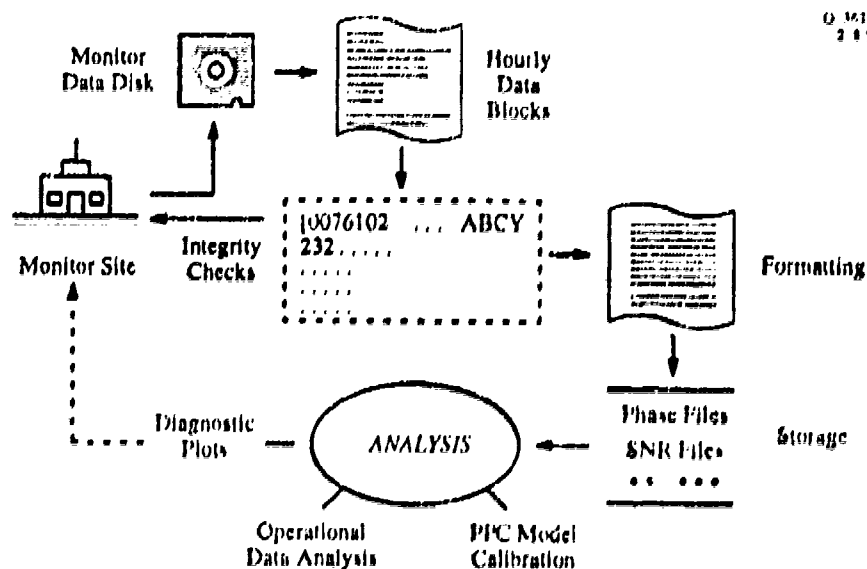 Monitor
Data Disk
Hourly
Data
Blocks
Monitor Site
Integrity
Checks
10076102 ... ABCY
232.....
.....
.....
.....
Formatting
Phase Files
SNR Files
.. ...
Storage
ANALYSIS
Diagnostic
Plots
Operational
Data Analysis
PPC Model
Calibration